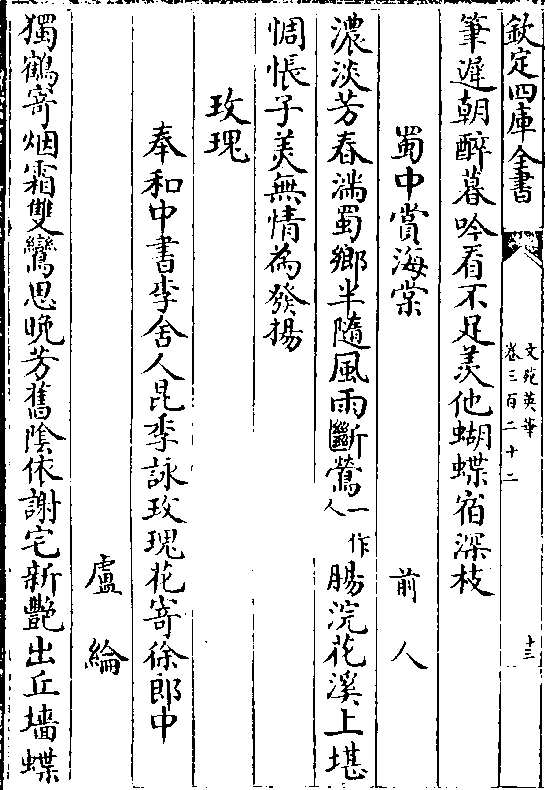 欽定四庫全書
文苑英華
卷三百二十二
十三
筆遲朝醉暮吟看不足羨他蝴蝶宿深枝
蜀中賞海棠
前人
濃淡芳春滿蜀鄉半隨風雨斷鶯一作人腸浣花溪上堪
惆悵子美無情為發揚
玫瑰
奉和中書李舍人昆季詠玫瑰花寄徐郎中
盧綸
獨鶴寄烟霜雙鸞思晚芳舊陰依謝宅新艷出丘墻蝶